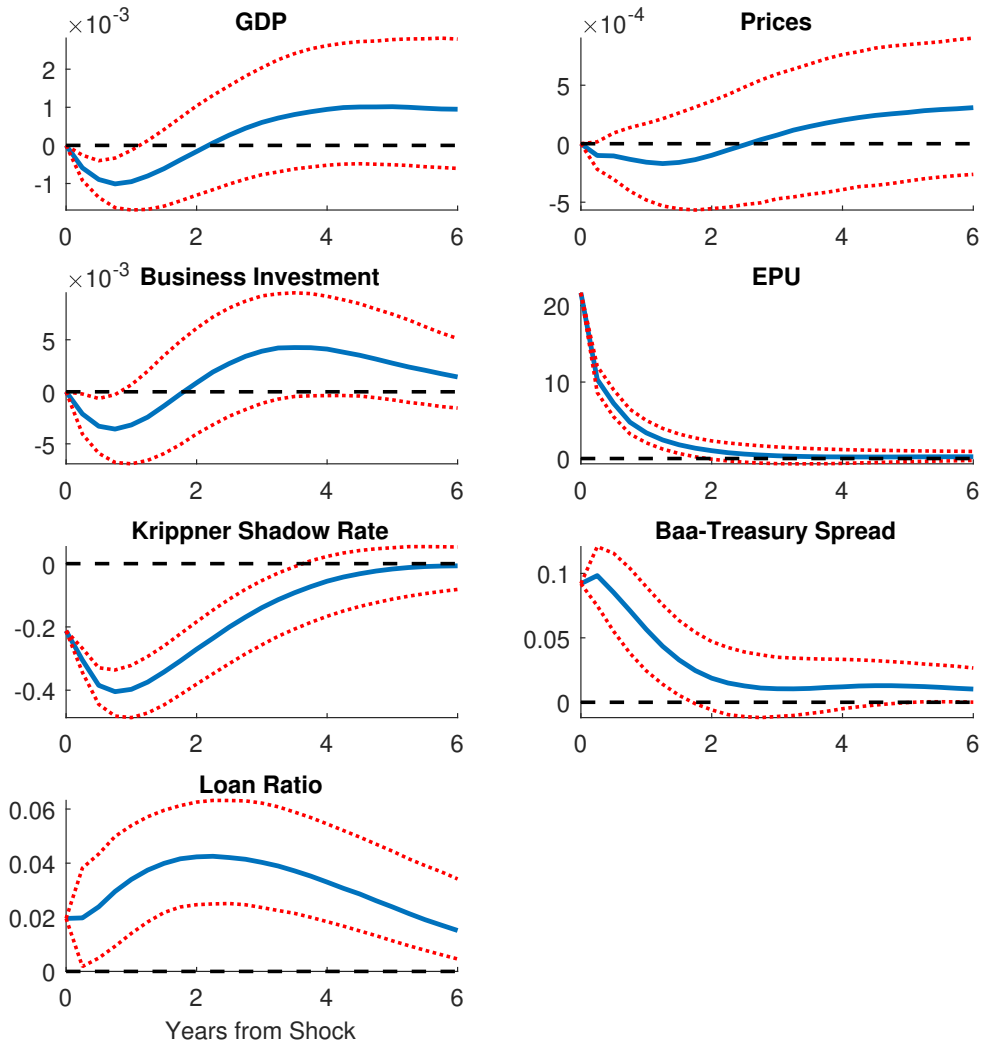 ×10⁻³
GDP
2
1
0
-1
0 2 4 6
×10⁻⁴
Prices
5
0
-5
0 2 4 6
×10⁻³
Business Investment
5
0
-5
0 2 4 6
EPU
20
10
0
0 2 4 6
Krippner Shadow Rate
0
-0.2
-0.4
0 2 4 6
Baa-Treasury Spread
0.1
0.05
0
0 2 4 6
Loan Ratio
0.06
0.04
0.02
0
0 2 4 6
Years from Shock